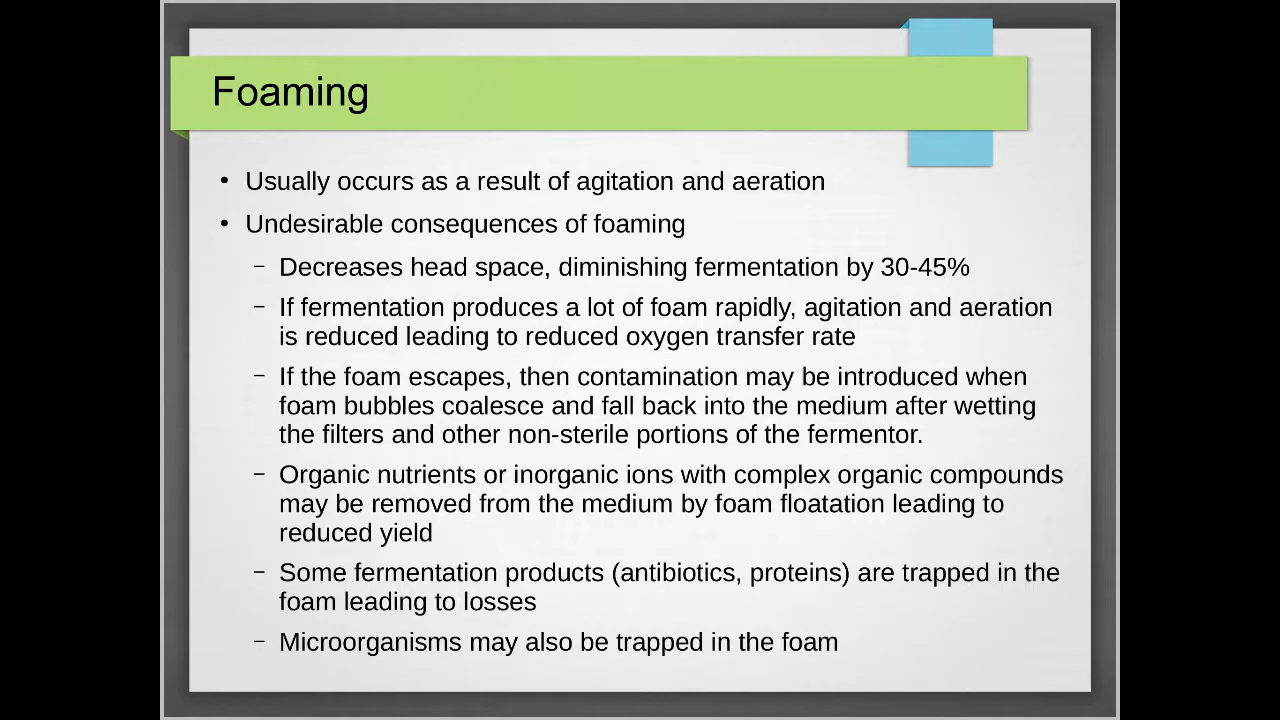 Foaming
• Usually occurs as a result of agitation and aeration
• Undesirable consequences of foaming
– Decreases head space, diminishing fermentation by 30-45%
– If fermentation produces a lot of foam rapidly, agitation and aeration
is reduced leading to reduced oxygen transfer rate
– If the foam escapes, then contamination may be introduced when
foam bubbles coalesce and fall back into the medium after wetting
the filters and other non-sterile portions of the fermentor.
– Organic nutrients or inorganic ions with complex organic compounds
may be removed from the medium by foam floatation leading to
reduced yield
– Some fermentation products (antibiotics, proteins) are trapped in the
foam leading to losses
– Microorganisms may also be trapped in the foam